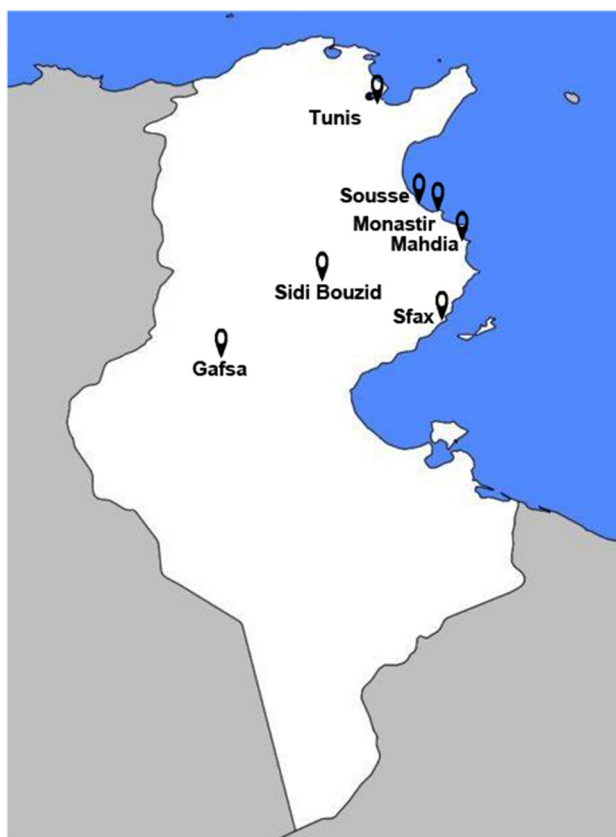 Tunis
Sousse
Monastir
Mahdia
Sidi Bouzid
Sfax
Gafsa